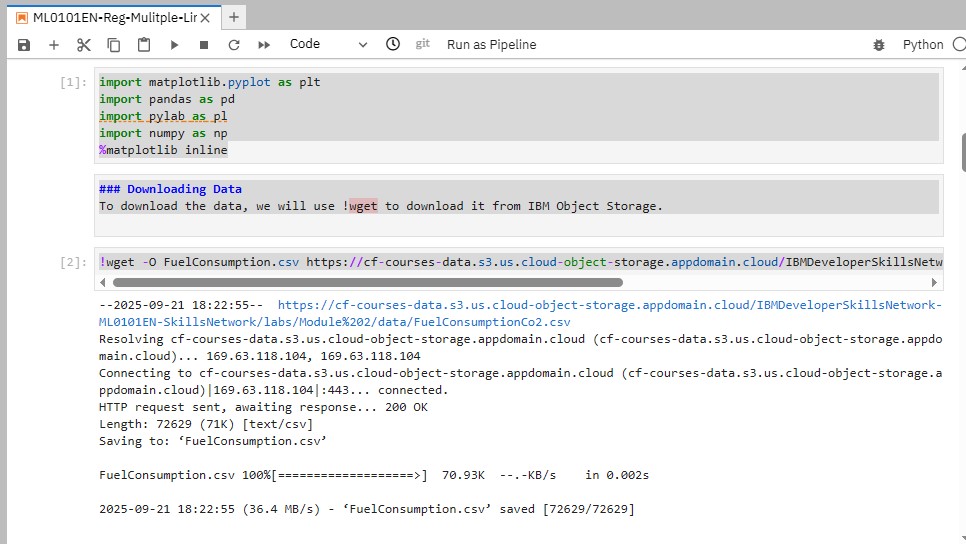 ML0101EN-Reg-Mulitple-Lir
Code
git
Run as Pipeline
Python
[1]:
import matplotlib.pyplot as plt
import pandas as pd
import pylab as pl
import numpy as np
%matplotlib inline
### Downloading Data
To download the data, we will use !wget to download it from IBM Object Storage.
[2]:
!wget -O FuelConsumption.csv https://cf-courses-data.s3.us.cloud-object-storage.appdomain.cloud/IBMDeveloperSkillsNetw
--2025-09-21 18:22:55--  https://cf-courses-data.s3.us.cloud-object-storage.appdomain.cloud/IBMDeveloperSkillsNetwork-
ML0101EN-SkillsNetwork/labs/Module%202/data/FuelConsumptionCo2.csv
Resolving cf-courses-data.s3.us.cloud-object-storage.appdomain.cloud (cf-courses-data.s3.us.cloud-object-storage.appdo
main.cloud)... 169.63.118.104, 169.63.118.104
Connecting to cf-courses-data.s3.us.cloud-object-storage.appdomain.cloud (cf-courses-data.s3.us.cloud-object-storage.a
ppdomain.cloud)|169.63.118.104|:443... connected.
HTTP request sent, awaiting response... 200 OK
Length: 72629 (71K) [text/csv]
Saving to: ‘FuelConsumption.csv’
FuelConsumption.csv 100%[===================>]  70.93K  --.-KB/s    in 0.002s
2025-09-21 18:22:55 (36.4 MB/s) - ‘FuelConsumption.csv’ saved [72629/72629]